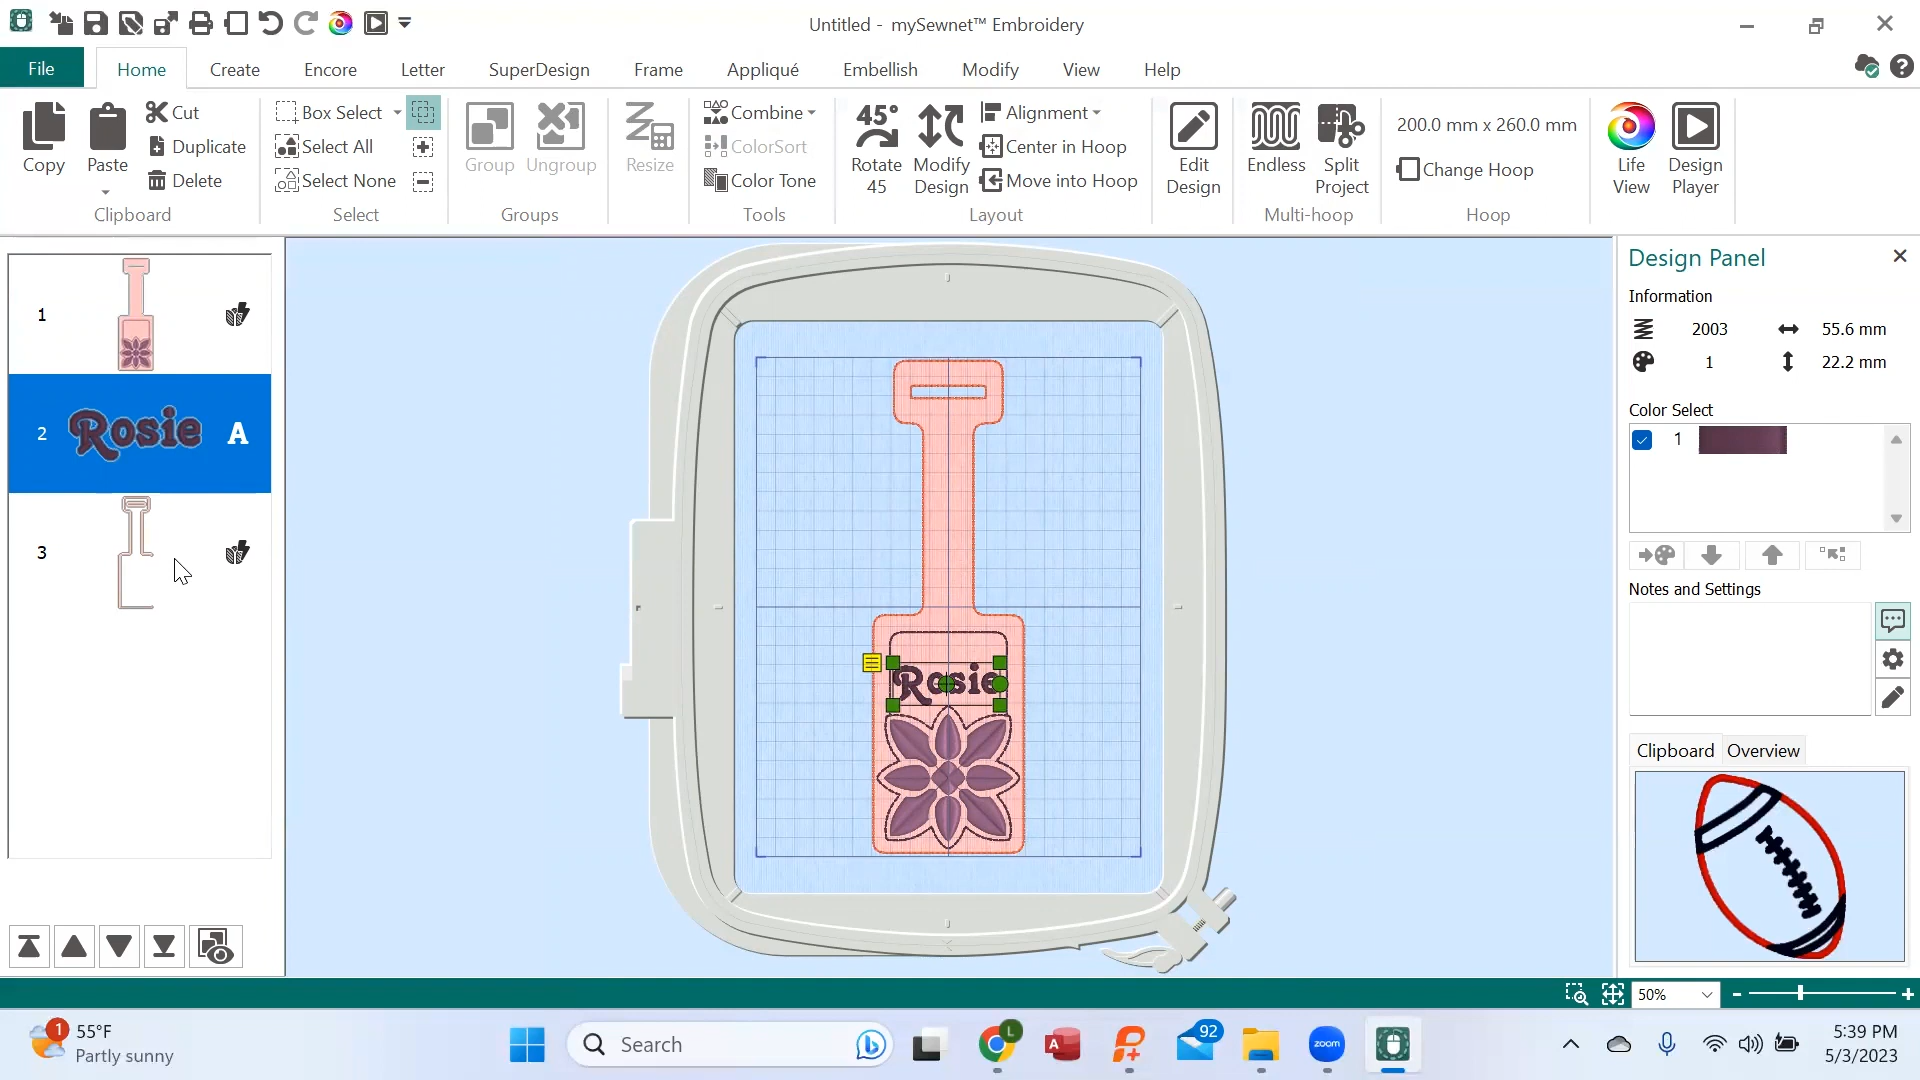 Untitled - mySewnet™ Embroidery
File Home Create Encore Letter SuperDesign Frame Appliqué Embellish Modify View Help
Copy
Paste
Cut
Duplicate
Delete
Clipboard
Box Select
Select All
Select None
Select
Group
Ungroup
Groups
Resize
Combine
ColorSort
Color Tone
Tools
45°
Rotate
45
Modify
Design
Alignment
Center in Hoop
Move into Hoop
Layout
Edit
Design
Endless
Split
Project
Multi-hoop
200.0 mm x 260.0 mm
Change Hoop
Hoop
Life
View
Design
Player
1
2 Rosie A
3
Rosie
Design Panel
Information
2003 55.6 mm
1 22.2 mm
Color Select
1
Notes and Settings
Clipboard Overview
50%
1 55°F
Partly sunny
Search
L
A
92
zoom
5:39 PM
5/3/2023